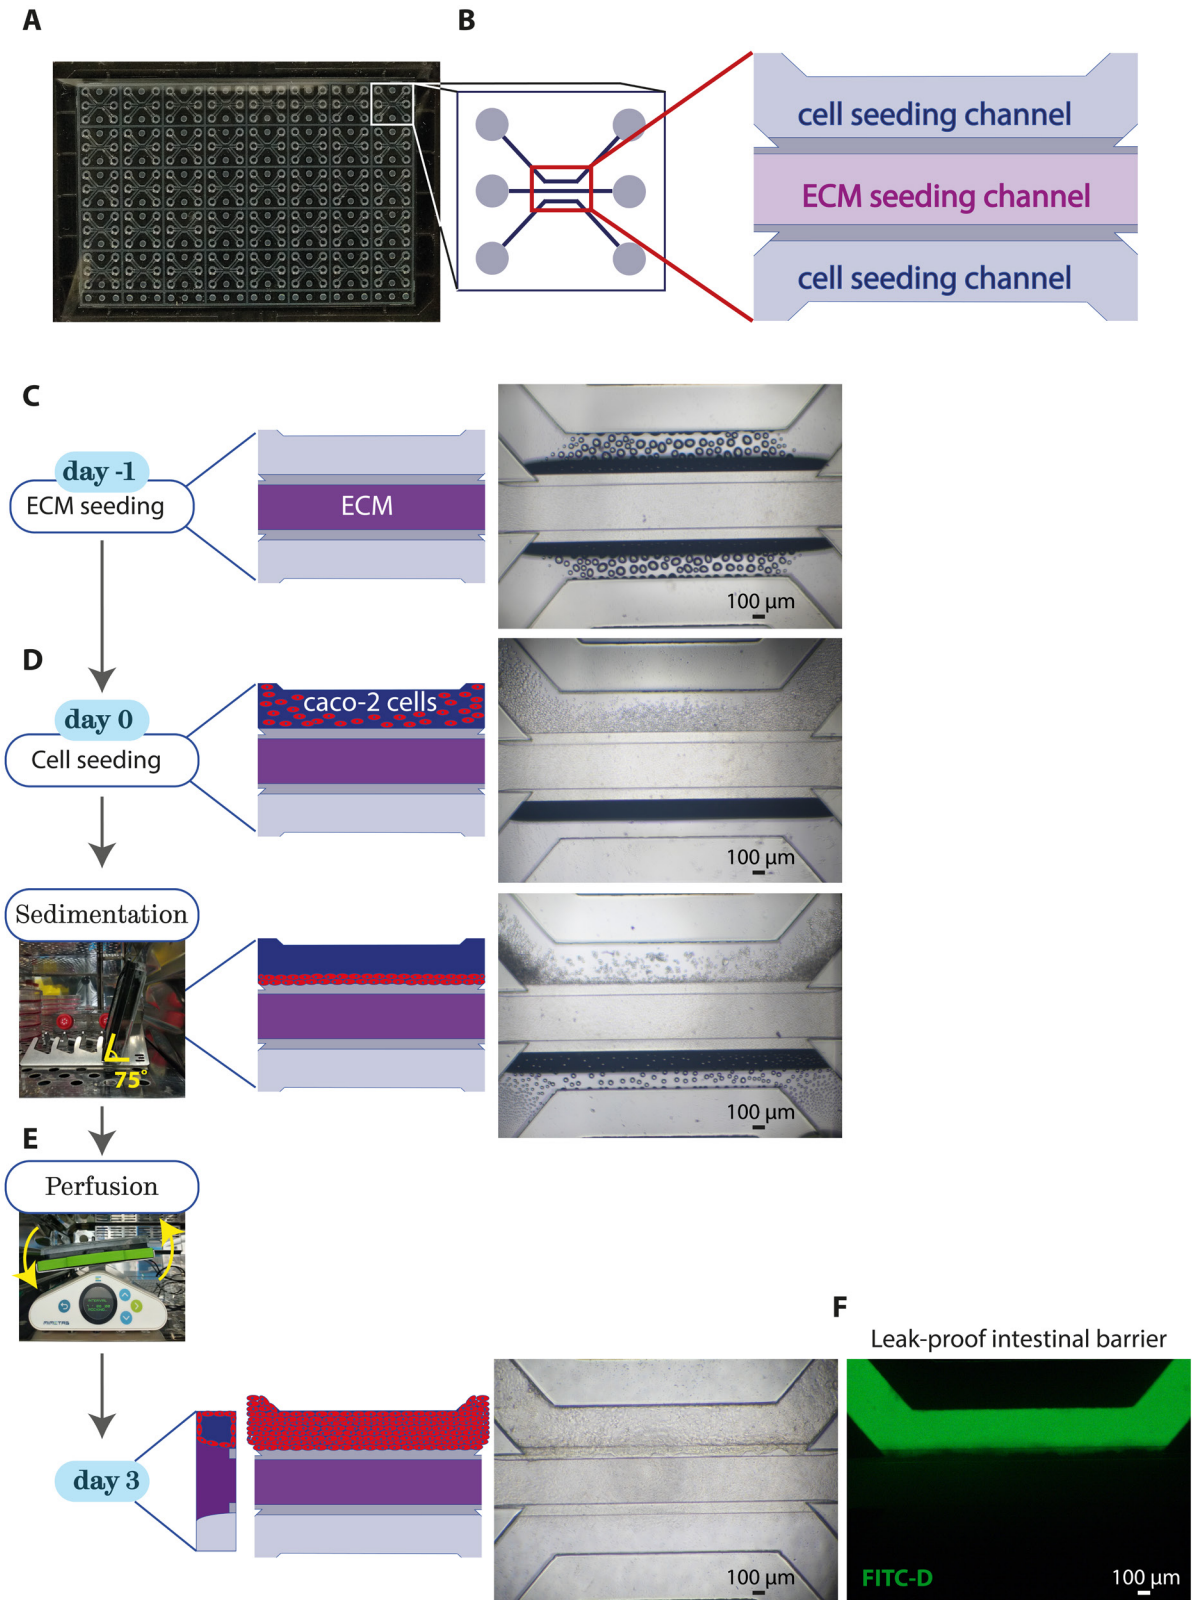 A
B
cell seeding channel
ECM seeding channel
cell seeding channel
C
day -1
ECM seeding
ECM
100 µm
D
day 0
Cell seeding
caco-2 cells
100 µm
Sedimentation
75°
100 µm
E
Perfusion
MIMETAS
F
Leak-proof intestinal barrier
day 3
100 µm
FITC-D
100 µm